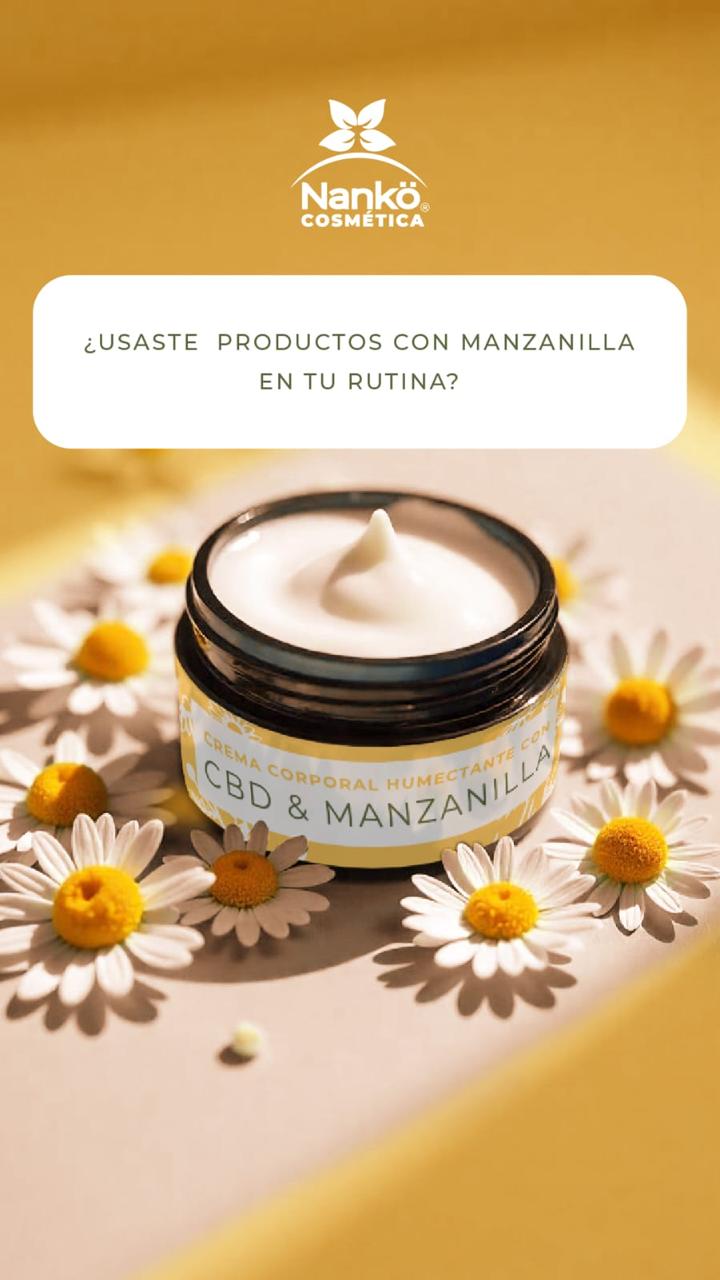 Nankö®
COSMÉTICA
¿USASTE PRODUCTOS CON MANZANILLA
EN TU RUTINA?
CREMA CORPORAL HUMECTANTE CON
CBD & MANZANILLA